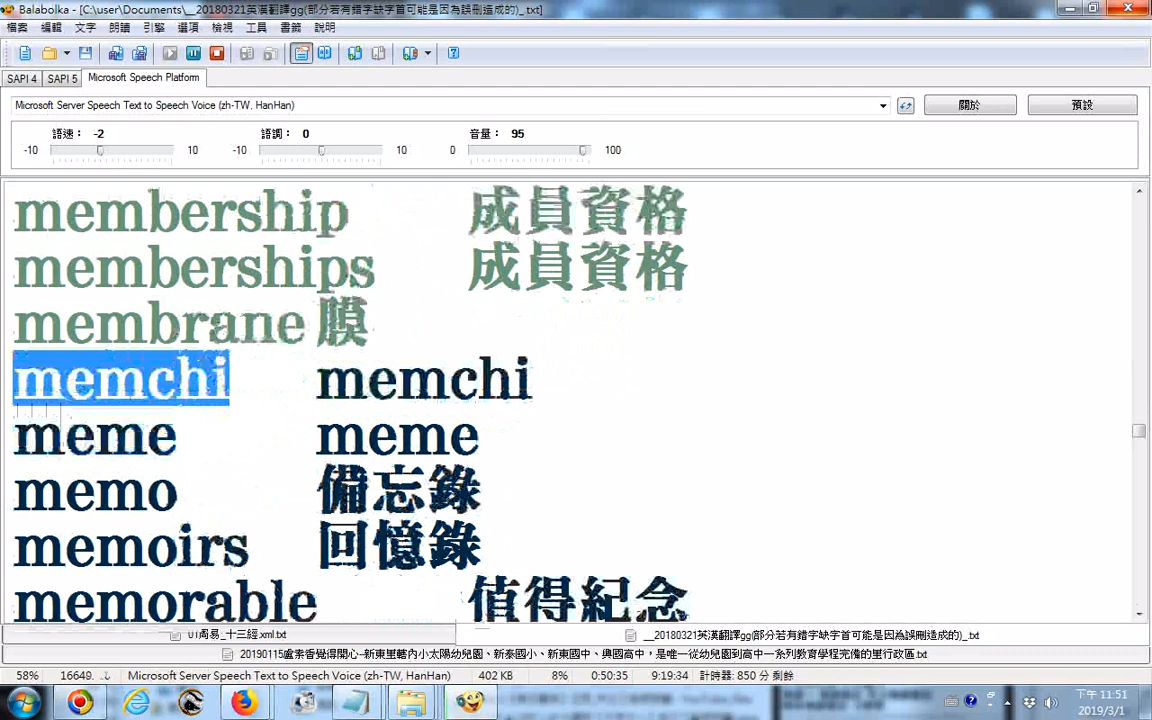 Balabolka - [C:\user\Documents\__20180321英漢翻譯gg(部分若有錯字缺字首可能是因為誤刪造成的)_.txt]
檔案 編輯 文字 朗讀 引擎 選項 檢視 工具 書籤 說明
SAPI 4 SAPI 5 Microsoft Speech Platform
Microsoft Server Speech Text to Speech Voice (zh-TW, HanHan) 關於 預設
語速： -2 語調： 0 音量： 95
-10 10 -10 10 0 100
membership 成員資格
memberships 成員資格
membrane 膜
memchi memchi
meme meme
memo 備忘錄
memoirs 回憶錄
memorable 值得紀念
01周易_十三經.xml.txt __20180321英漢翻譯gg(部分若有錯字缺字首可能是因為誤刪造成的)_.txt
20190115盧素香覺得開心--新東里轄內小太陽幼兒園、新泰國小、新東國中、興國高中，是唯一從幼兒園到高中一系列教育學程完備的里行政區.txt
58% 16649. Microsoft Server Speech Text to Speech Voice (zh-TW, HanHan) 402 KB 8% 0:50:35 9:19:34 計時器: 850 分 剩餘
下午 11:51
2019/3/1